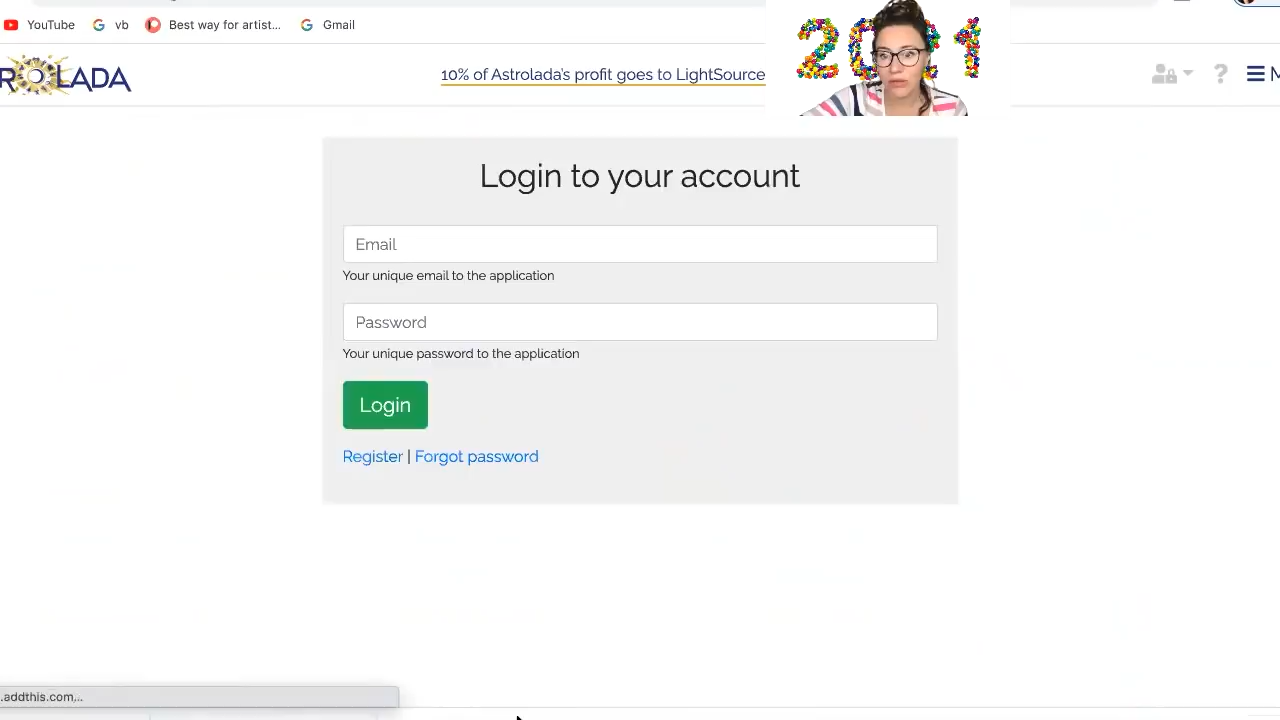 YouTube
vb
Best way for artist...
Gmail
ROLADA
10% of Astrolada's profit goes to LightSource
2021
?
M
Login to your account
Email
Your unique email to the application
Password
Your unique password to the application
Login
Register | Forgot password
.addthis.com...